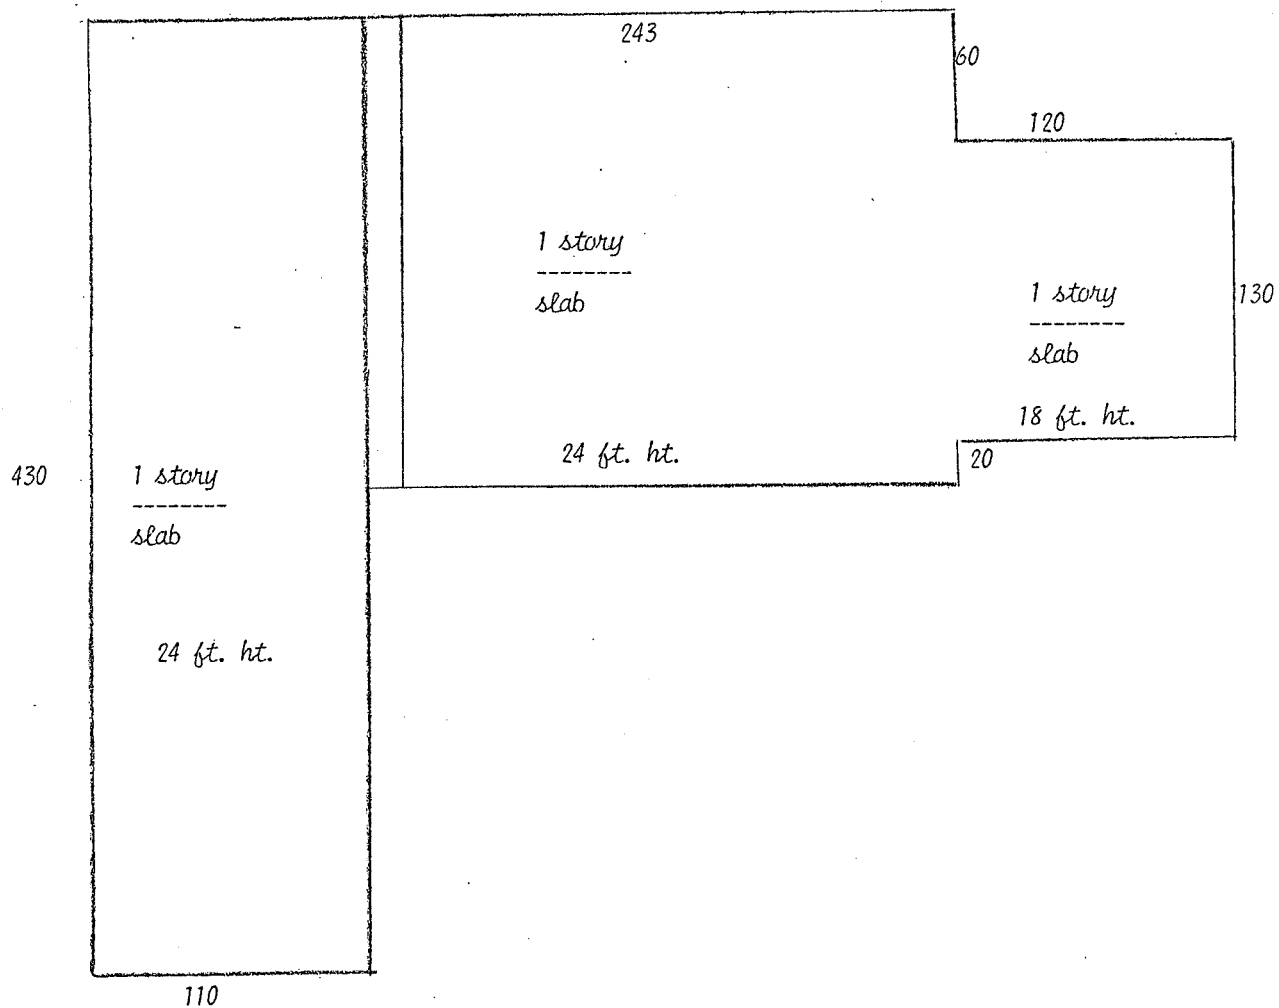 243
60
120
1 story
--------
slab
1 story
--------
slab
130
18 ft. ht.
24 ft. ht.
20
430
1 story
--------
slab
24 ft. ht.
110